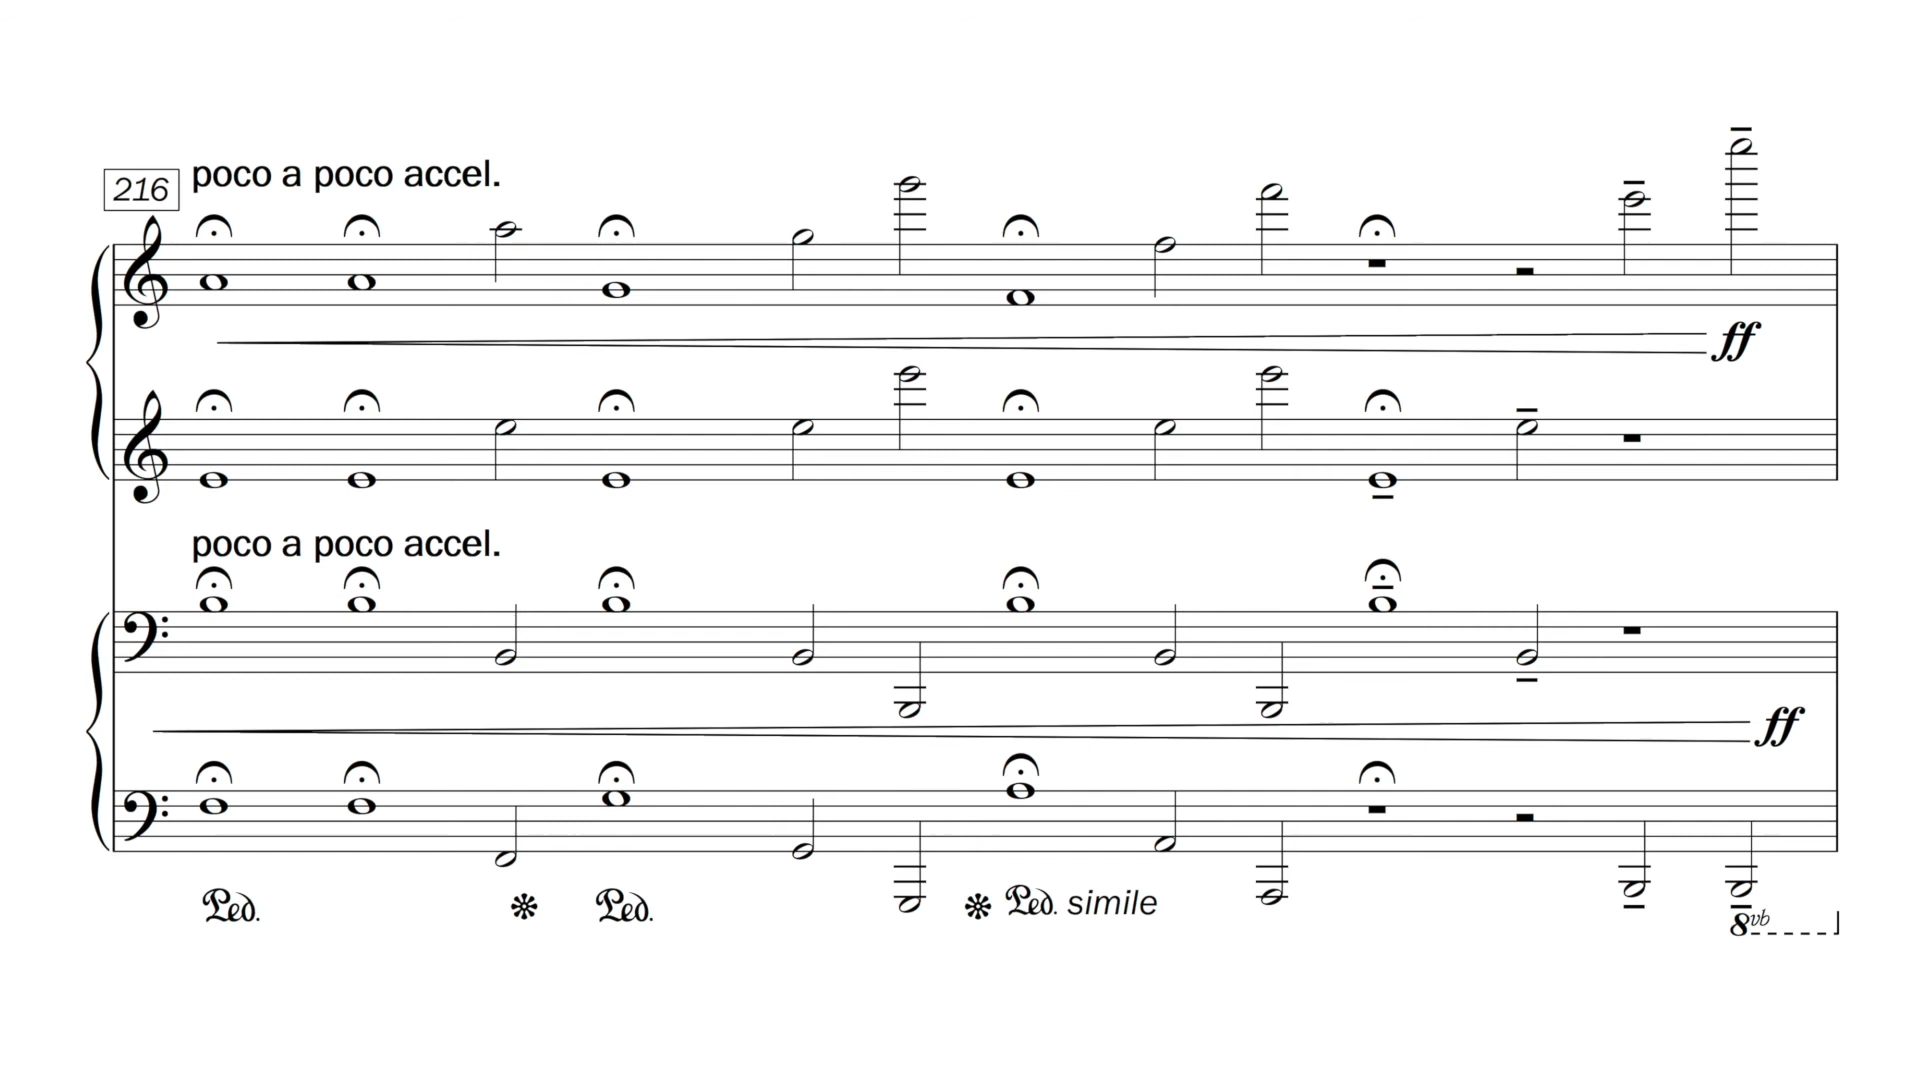 poco a poco accel.
216
ff
poco a poco accel.
ff
Ped. Ped. Ped. simile
8vb